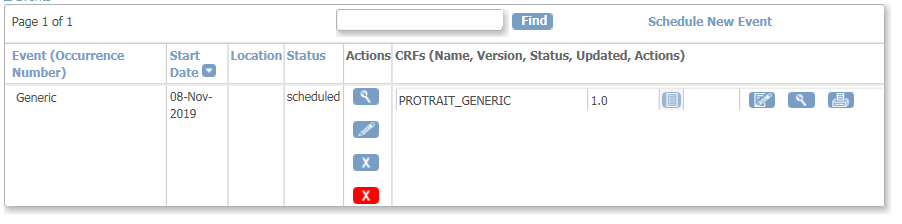 Events
Page 1 of 1
Find
Schedule New Event
Event (Occurrence Number)
Start Date
Location
Status
Actions
CRFs (Name, Version, Status, Updated, Actions)
Generic
08-Nov-2019
scheduled
PROTRAIT_GENERIC
1.0
X
X